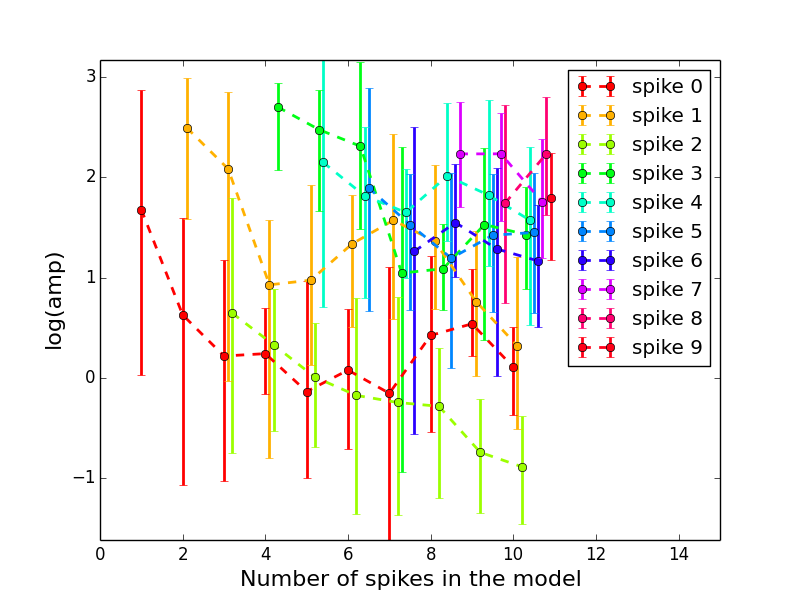 3
2
1
0
−1
log(amp)
0 2 4 6 8 10 12 14
Number of spikes in the model
spike 0
spike 1
spike 2
spike 3
spike 4
spike 5
spike 6
spike 7
spike 8
spike 9